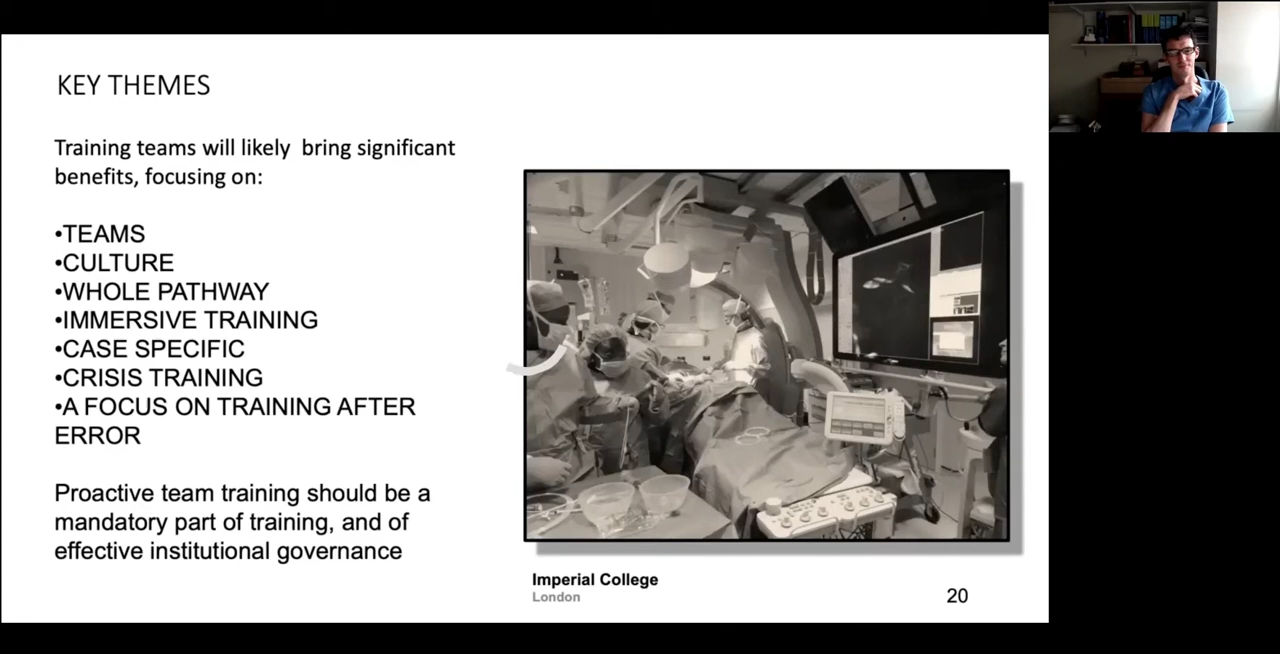 KEY THEMES
Training teams will likely bring significant
benefits, focusing on:
•TEAMS
•CULTURE
•WHOLE PATHWAY
•IMMERSIVE TRAINING
•CASE SPECIFIC
•CRISIS TRAINING
•A FOCUS ON TRAINING AFTER
ERROR
Proactive team training should be a
mandatory part of training, and of
effective institutional governance
Imperial College
London
20